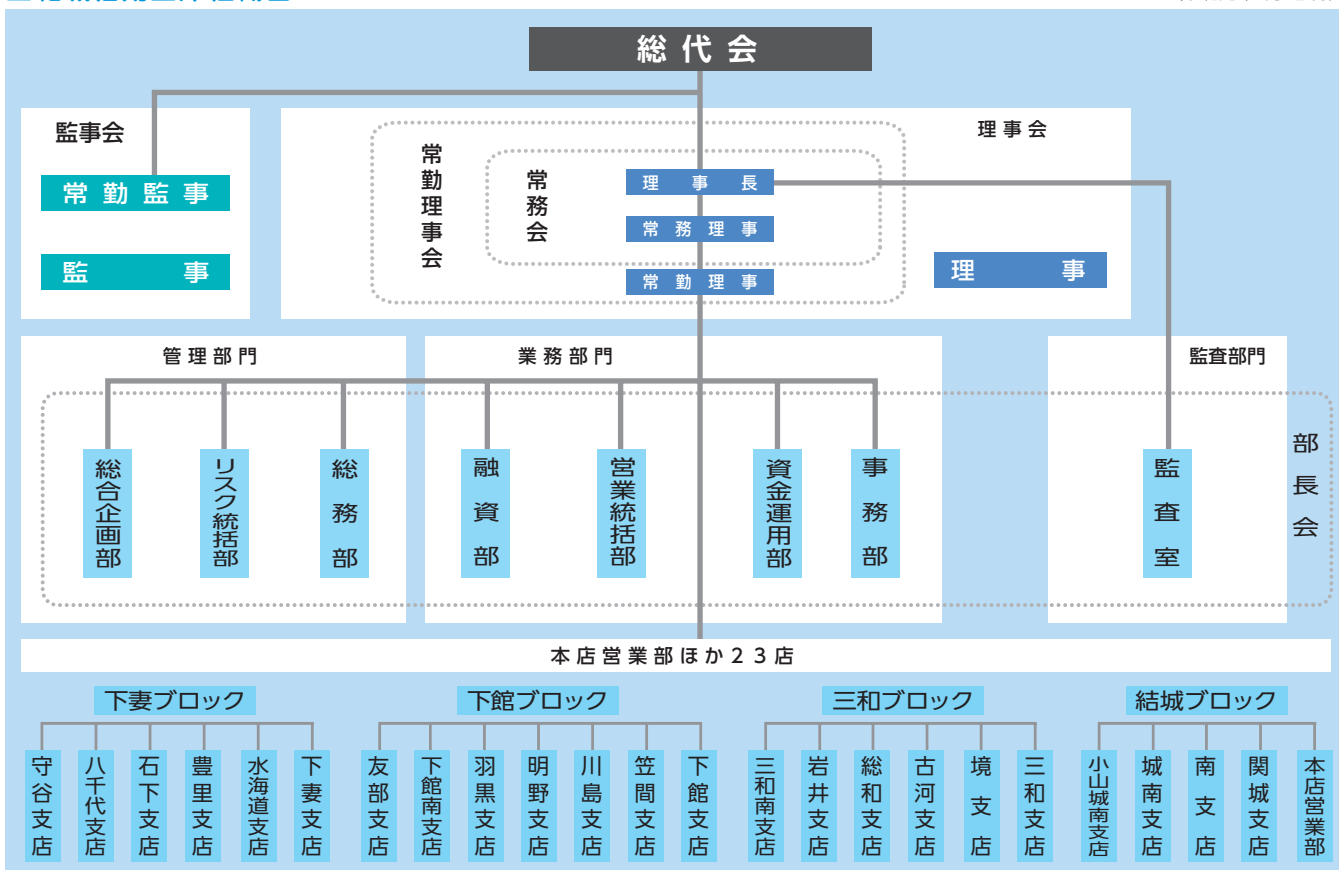 総代会
監事会
常勤監事
監事
理事会
常勤理事会
常務会
理事長
常務理事
常勤理事
理事
管理部門
業務部門
監査部門
総合企画部
リスク統括部
総務部
融資部
営業統括部
資金運用部
事務部
監査室
部長会
本店営業部ほか23店
下妻ブロック
下館ブロック
三和ブロック
結城ブロック
守谷支店
八千代支店
石下支店
豊里支店
水海道支店
下妻支店
友部支店
下館南支店
羽黒支店
明野支店
川島支店
笠間支店
下館支店
三和南支店
岩井支店
総和支店
古河支店
境支店
三和支店
小山城南支店
城南支店
南支店
関城支店
本店営業部